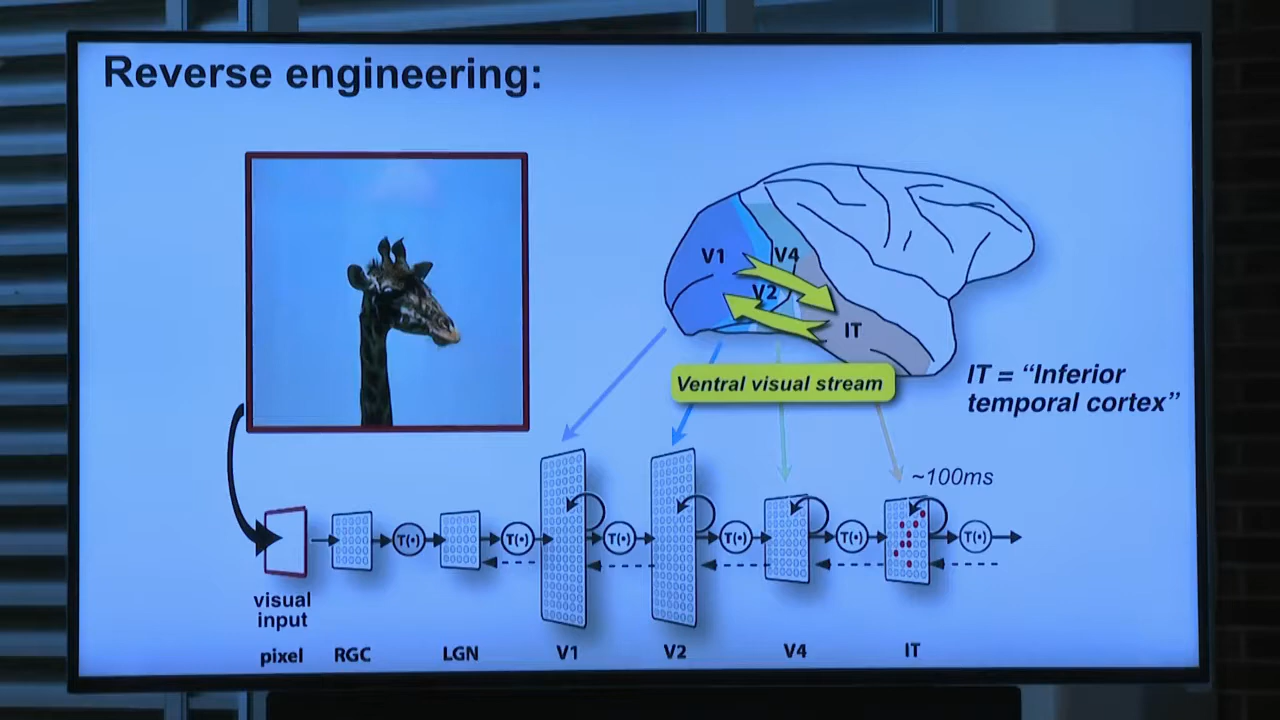 Reverse engineering:
V1
V4
V2
IT
Ventral visual stream
IT = “Inferior
temporal cortex”
~100ms
T(•)
T(•)
T(•)
T(•)
T(•)
T(•)
visual
input
pixel
RGC
LGN
V1
V2
V4
IT